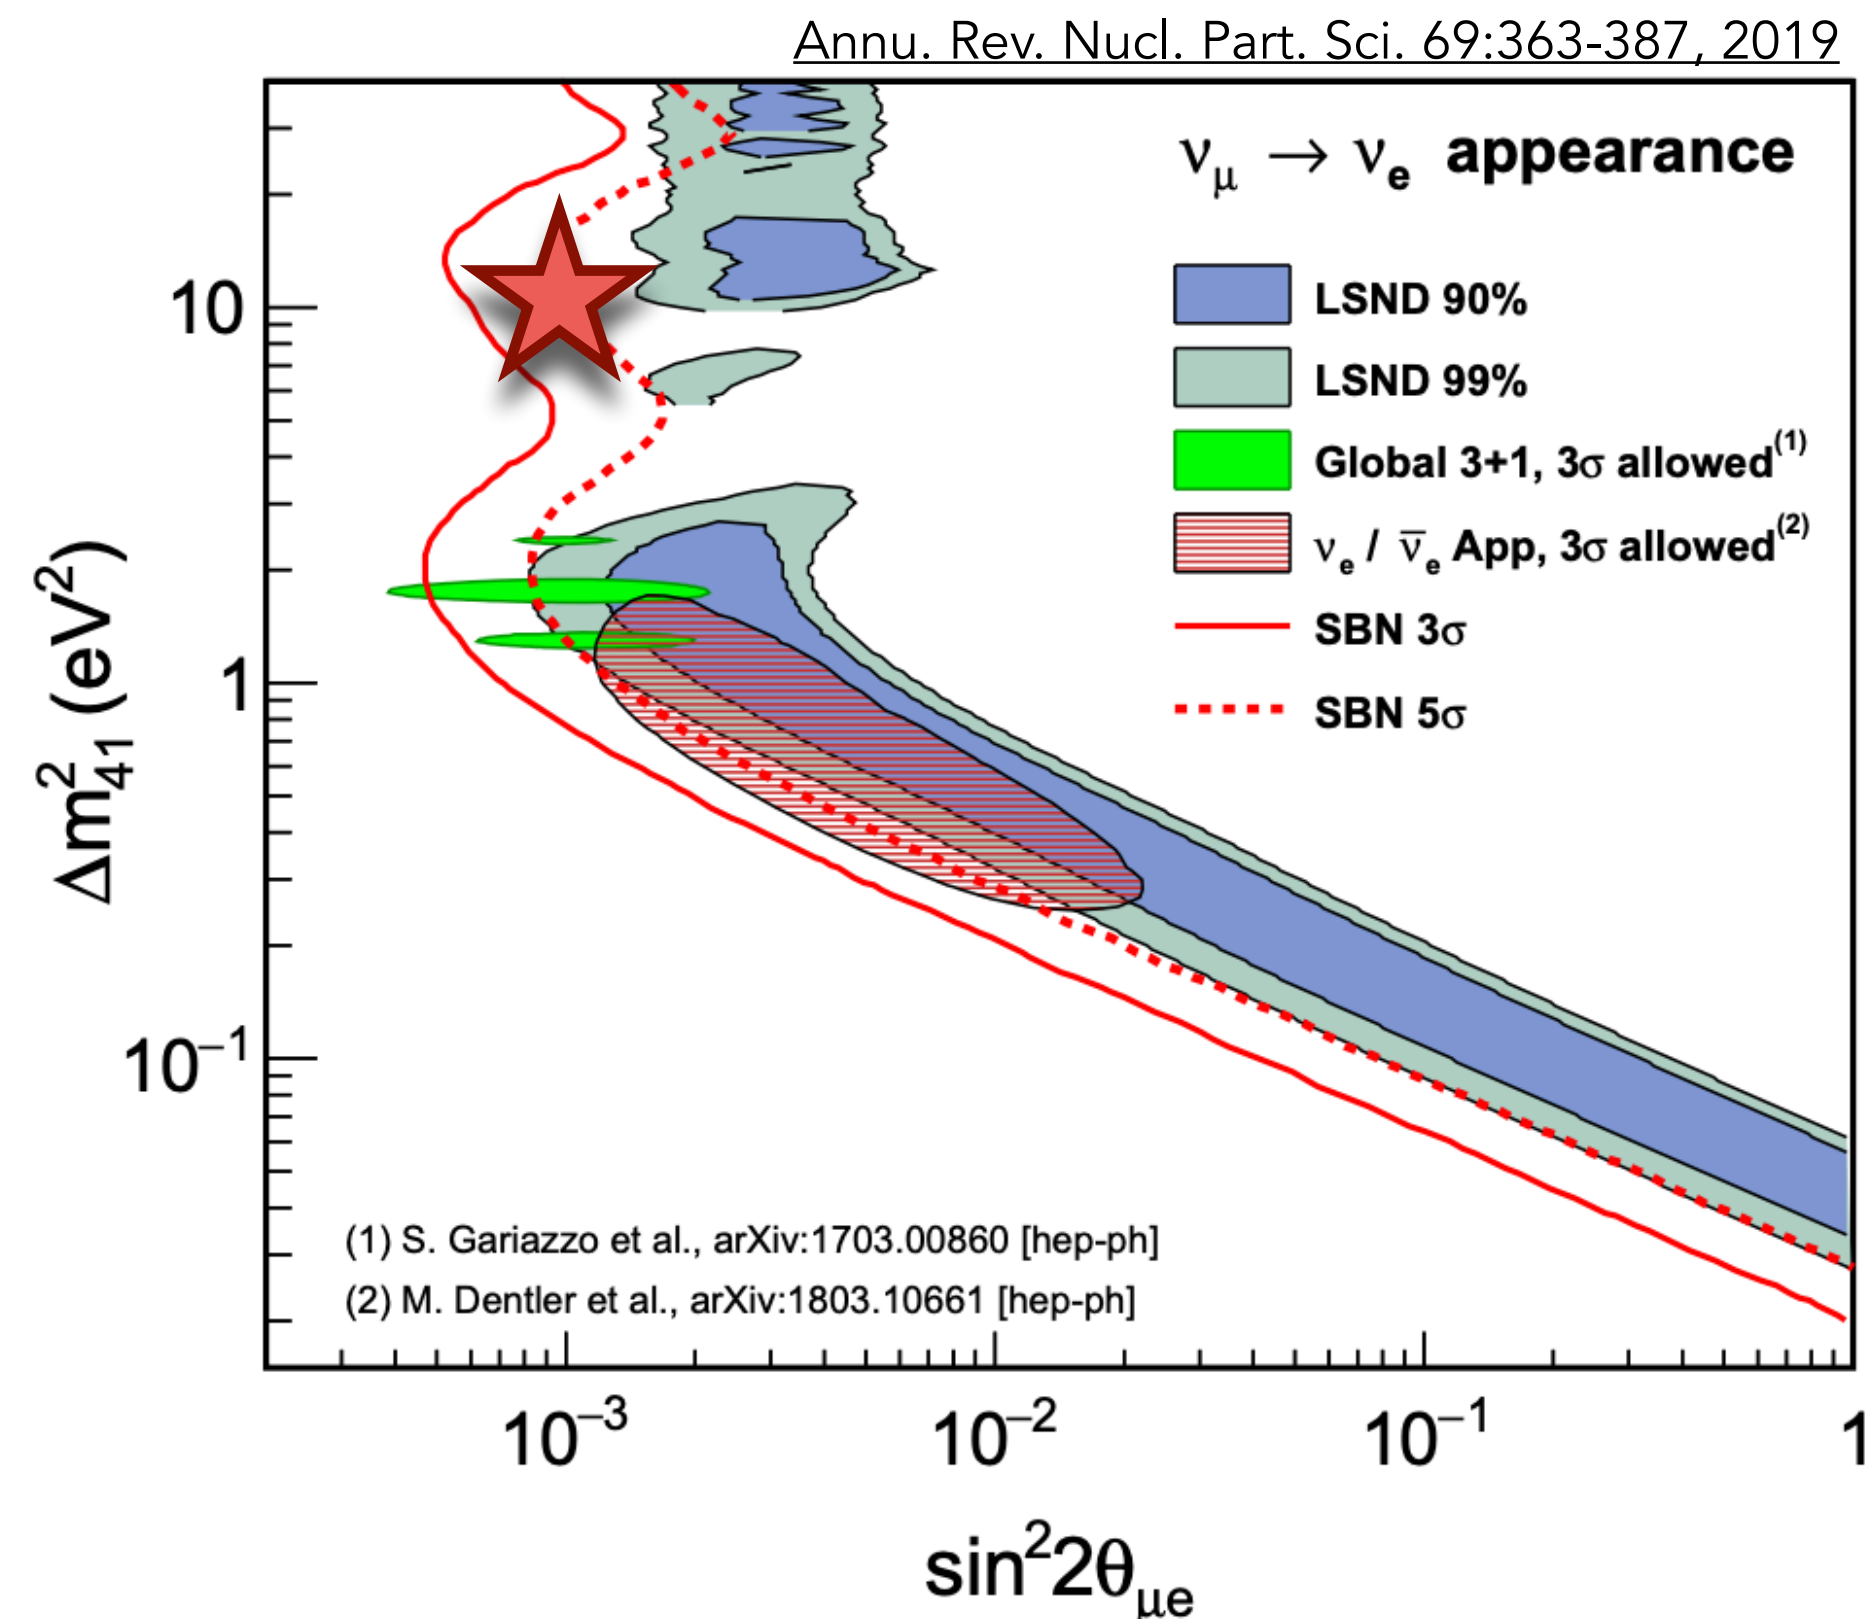 Annu. Rev. Nucl. Part. Sci. 69:363-387, 2019
νμ → νe appearance
LSND 90%
LSND 99%
Global 3+1, 3σ allowed(1)
νe / ν̅e App, 3σ allowed(2)
SBN 3σ
SBN 5σ
10
1
10⁻¹
Δm²₄₁ (eV²)
(1) S. Gariazzo et al., arXiv:1703.00860 [hep-ph]
(2) M. Dentler et al., arXiv:1803.10661 [hep-ph]
10⁻³ 10⁻² 10⁻¹ 1
sin²2θμe